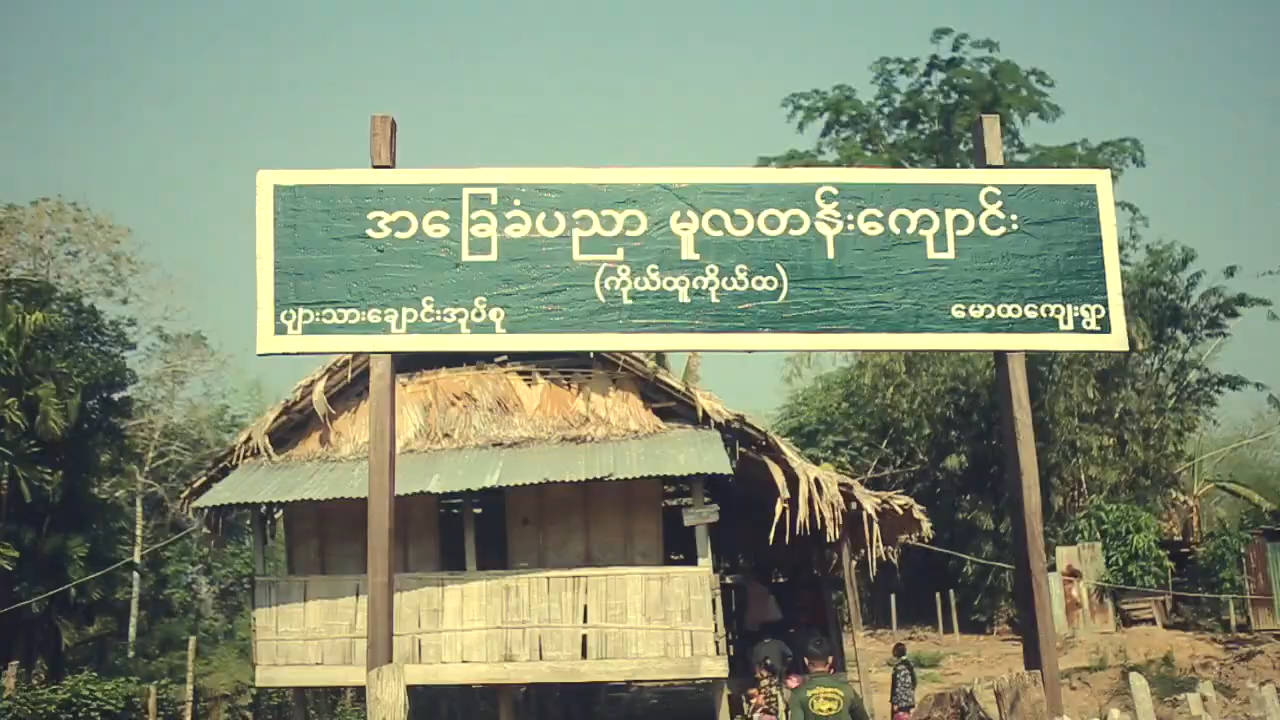 အခြေခံပညာ မူလတန်းကျောင်း
(ကိုယ်ထူကိုယ်ထ)
ပျားသားချောင်းအုပ်စု မောထကျေးရွာ